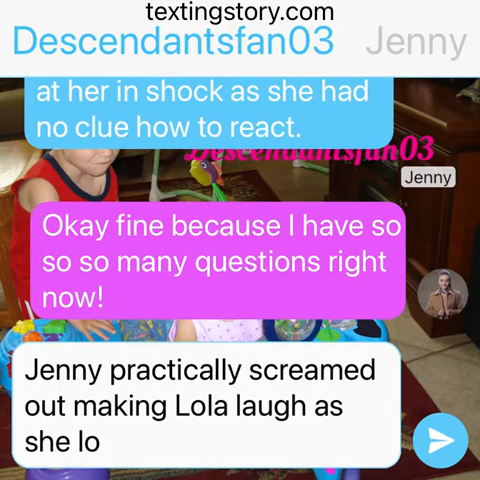 textingstory.com
Descendantsfan03 Jenny
at her in shock as she had
no clue how to react.
Descendantsfan03
Jenny
Okay fine because I have so
so so many questions right
now!
Jenny practically screamed
out making Lola laugh as
she lo